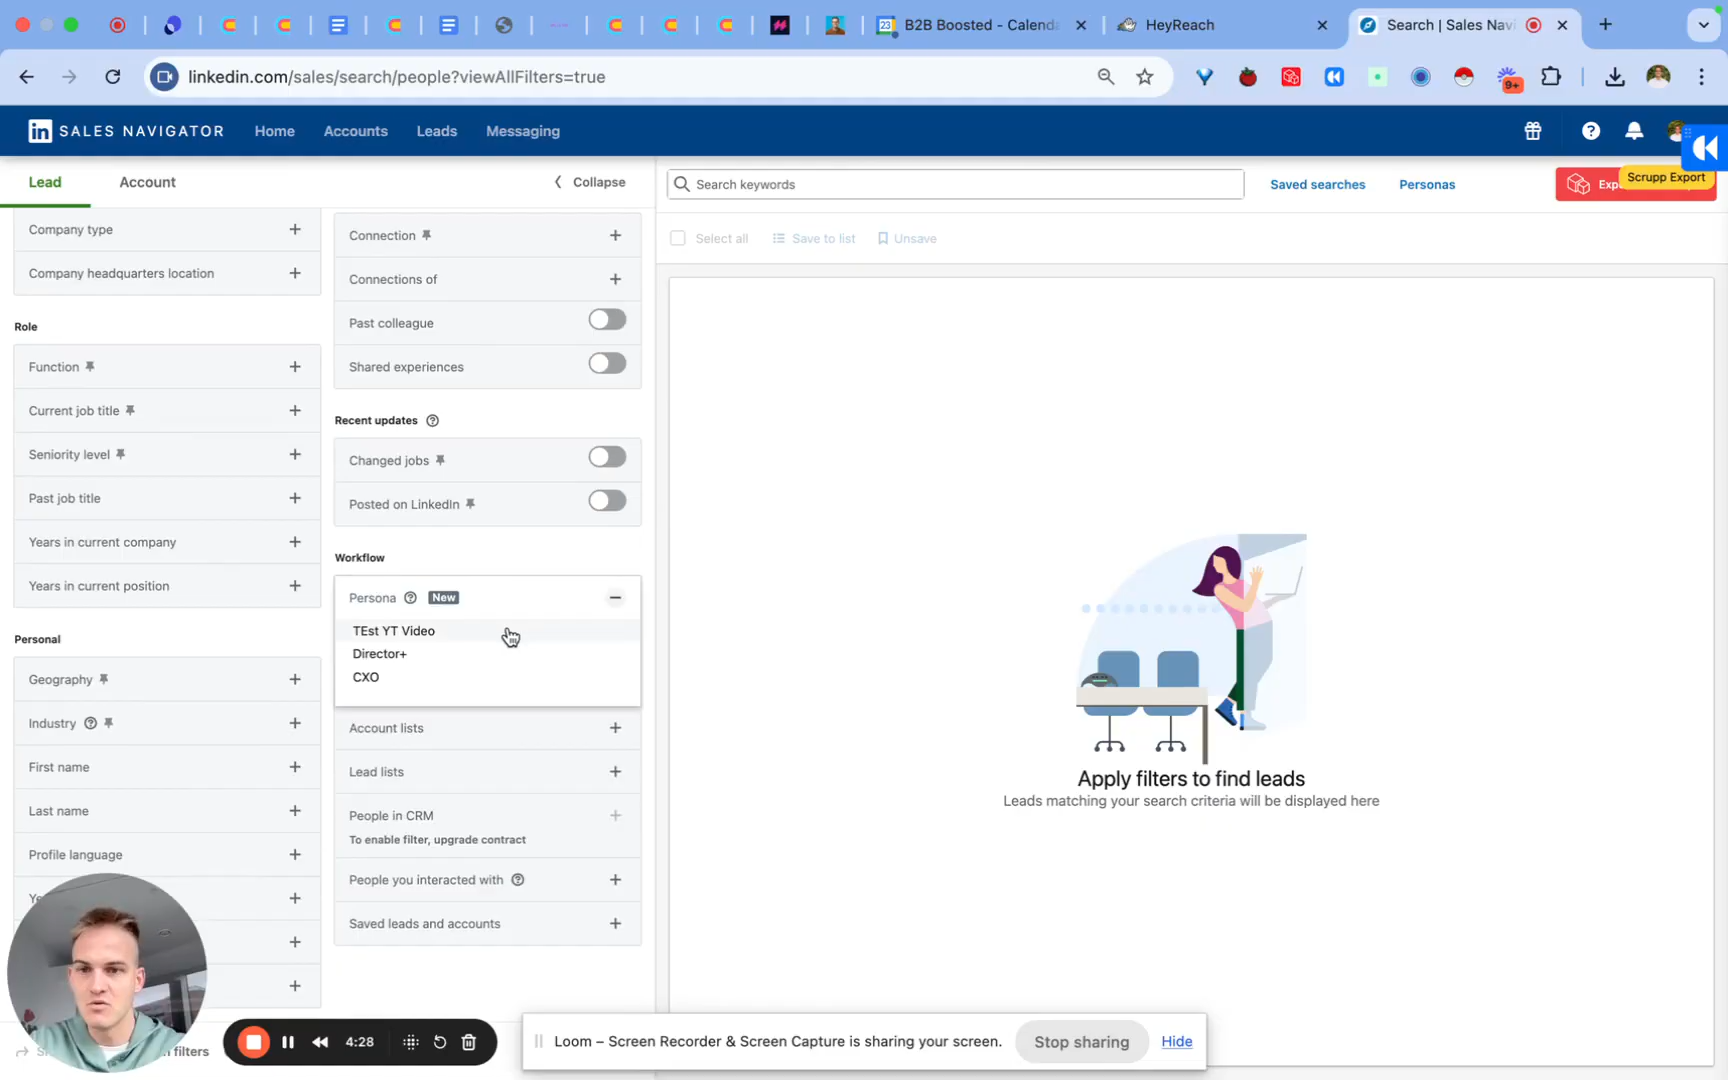 B2B Boosted - Calend
HeyReach
Search | Sales Navi
linkedin.com/sales/search/people?viewAllFilters=true
9+
in SALES NAVIGATOR
Home
Accounts
Leads
Messaging
Lead
Account
Collapse
Search keywords
Saved searches
Personas
Exp
Scrupp Export
Select all
Save to list
Unsave
Company type
Company headquarters location
Role
Function
Current job title
Seniority level
Past job title
Years in current company
Years in current position
Personal
Geography
Industry
First name
Last name
Profile language
Connection
Connections of
Past colleague
Shared experiences
Recent updates
Changed jobs
Posted on LinkedIn
Workflow
Persona New
TEst YT Video
Director+
CXO
Account lists
Lead lists
People in CRM
To enable filter, upgrade contract
People you interacted with
Saved leads and accounts
Apply filters to find leads
Leads matching your search criteria will be displayed here
filters
4:28
Loom – Screen Recorder & Screen Capture is sharing your screen.
Stop sharing
Hide